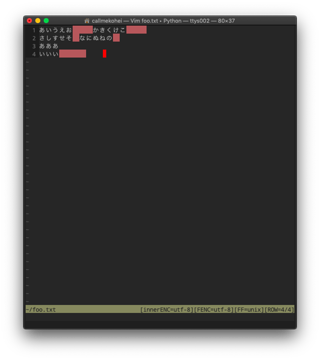 callmekohei — Vim foo.txt • Python — ttys002 — 80×37
1 あいうえお かきくけこ
2 さしすせそ なにぬねの
3 あああ
4 いいい
~/foo.txt [innerENC=utf-8][FENC=utf-8][FF=unix][ROW=4/4]